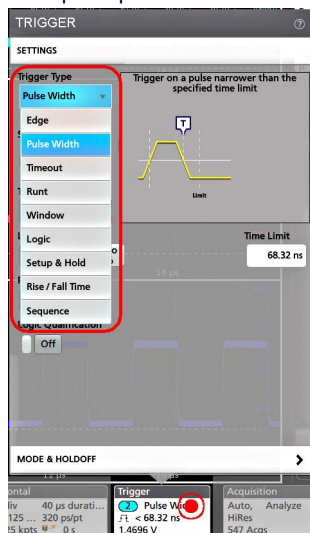 TRIGGER
SETTINGS
Trigger Type
Trigger on a pulse narrower than the
specified time limit
Pulse Width
Edge
Pulse Width
Timeout
Runt
Window
Logic
Setup & Hold
Rise / Fall Time
Sequence
T
Limit
Time Limit
68.32 ns
Logic Qualification
Off
MODE & HOLDOFF
Trigger
2 Pulse
< 68.32 ns
1.4696 V
40 µs durati...
320 ps/pt
0 s
Acquisition
Auto, Analyze
HiRes
547 Acqs